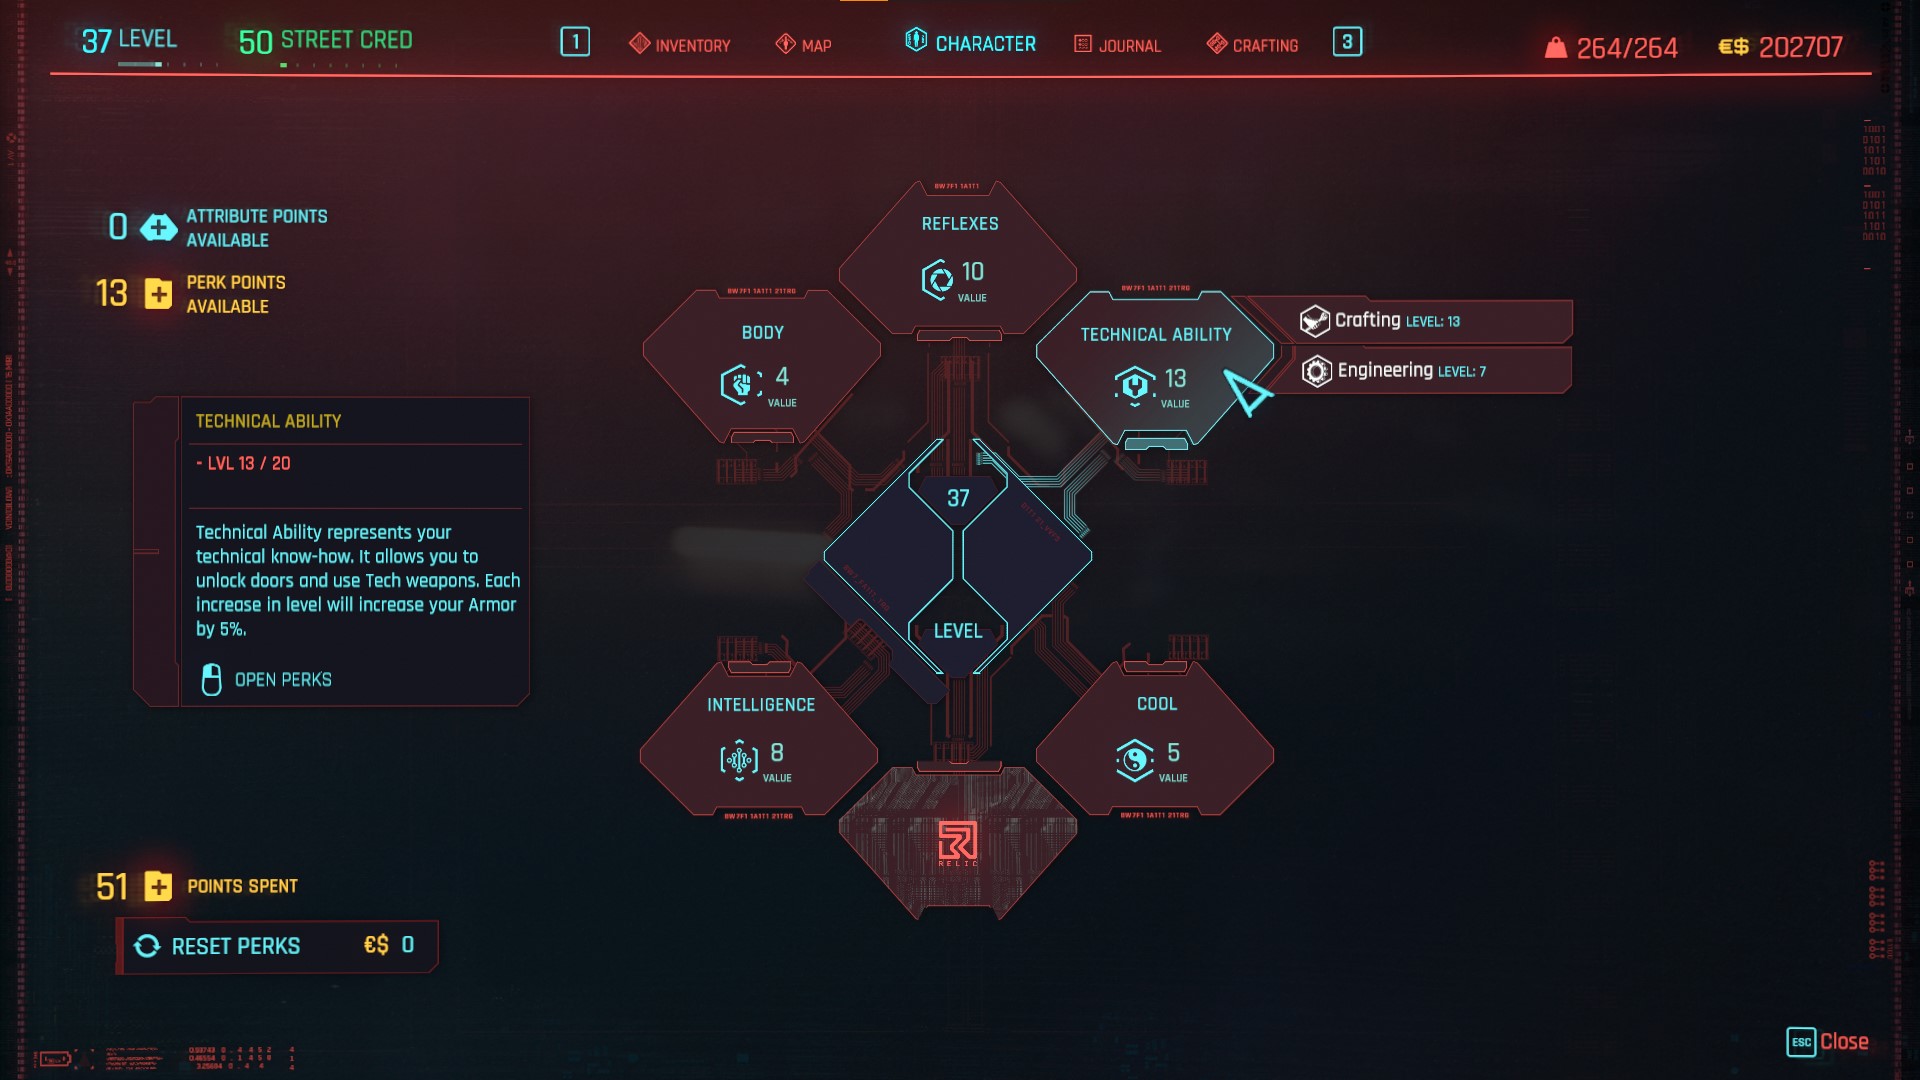 37 LEVEL
50 STREET CRED
1
INVENTORY
MAP
CHARACTER
JOURNAL
CRAFTING
3
264/264
€$ 202707
0 ATTRIBUTE POINTS
AVAILABLE
13 PERK POINTS
AVAILABLE
REFLEXES
10
VALUE
BODY
4
VALUE
TECHNICAL ABILITY
13
VALUE
Crafting LEVEL: 13
Engineering LEVEL: 7
TECHNICAL ABILITY
- LVL 13 / 20
Technical Ability represents your
technical know-how. It allows you to
unlock doors and use Tech weapons. Each
increase in level will increase your Armor
by 5%.
OPEN PERKS
37
LEVEL
INTELLIGENCE
8
VALUE
COOL
5
VALUE
RELIC
51 POINTS SPENT
RESET PERKS €$ 0
ESC Close